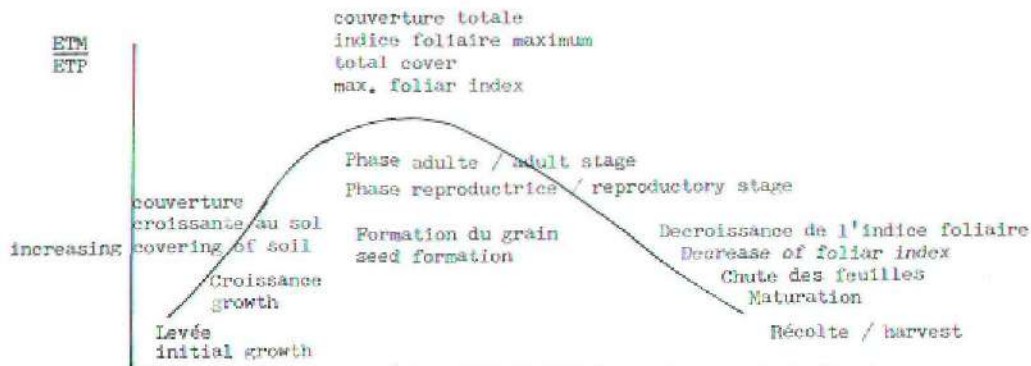 ETM
ETP
couverture totale
indice foliaire maximum
total cover
max. foliar index
Phase adulte / adult stage
Phase reproductrice / reproductory stage
couverture
croissante au sol
increasing covering of soil
Formation du grain
seed formation
Croissance
growth
Levée
initial growth
Decroissance de l'indice foliaire
Decrease of foliar index
Chute des feuilles
Maturation
Récolte / harvest